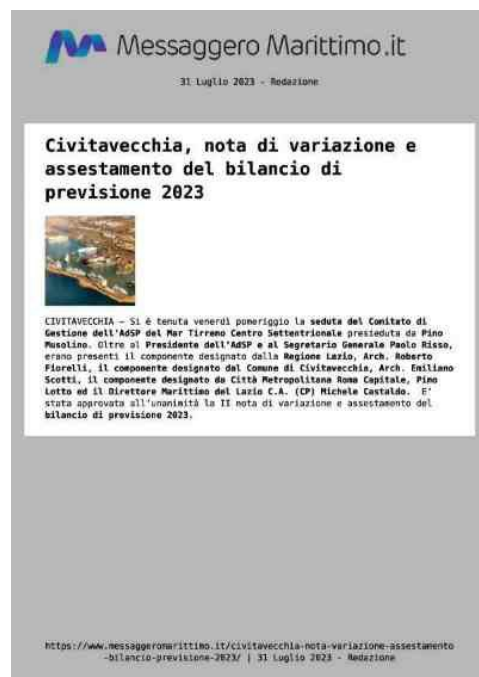 Messaggero Marittimo.it
31 Luglio 2023 - Redazione
Civitavecchia, nota di variazione e
assestamento del bilancio di
previsione 2023
CIVITAVECCHIA – Si è tenuta venerdì pomeriggio la seduta del Comitato di
Gestione dell'AdSP del Mar Tirreno Centro Settentrionale presieduta da Pino
Musolino. Oltre al Presidente dell'AdSP e al Segretario Generale Paolo Risso,
erano presenti il componente designato dalla Regione Lazio, Arch. Roberto
Fiorelli, il componente designato dal Comune di Civitavecchia, Arch. Emiliano
Scotti, il componente designato da Città Metropolitana Roma Capitale, Pino
Lotto ed il Direttore Marittimo del Lazio C.A. (CP) Michele Castaldo. E'
stata approvata all'unanimità la II nota di variazione e assestamento del
bilancio di previsione 2023.
https://www.messaggeromarittimo.it/civitavecchia-nota-variazione-assestamento
-bilancio-previsione-2023/ | 31 Luglio 2023 - Redazione